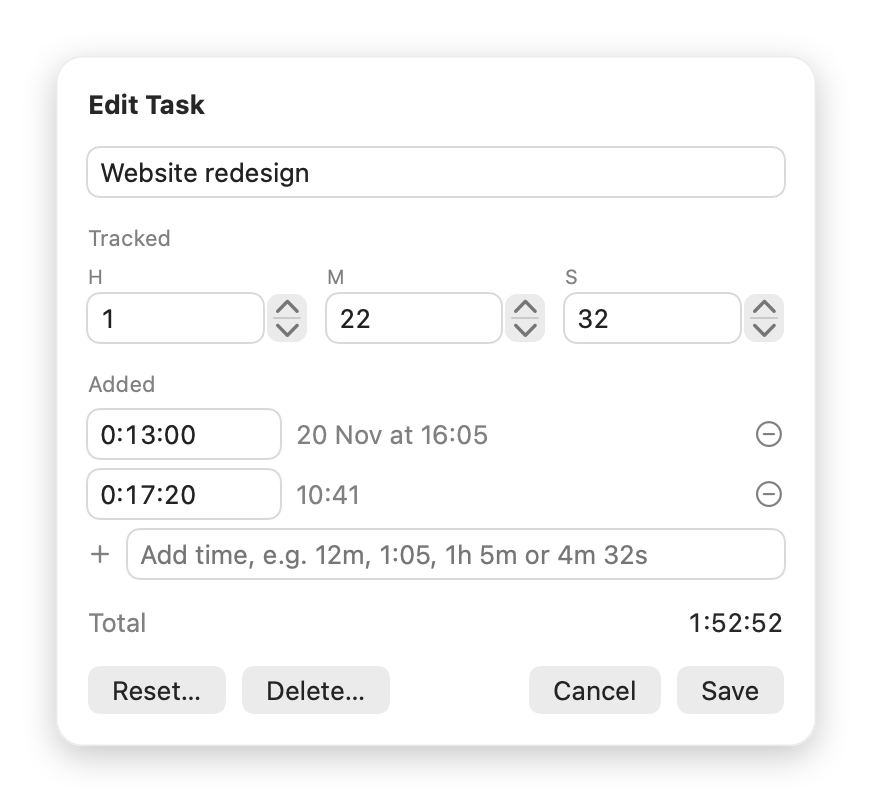 Edit Task
Website redesign
Tracked
H M S
1 22 32
Added
0:13:00 20 Nov at 16:05
0:17:20 10:41
+ Add time, e.g. 12m, 1:05, 1h 5m or 4m 32s
Total 1:52:52
Reset... Delete... Cancel Save